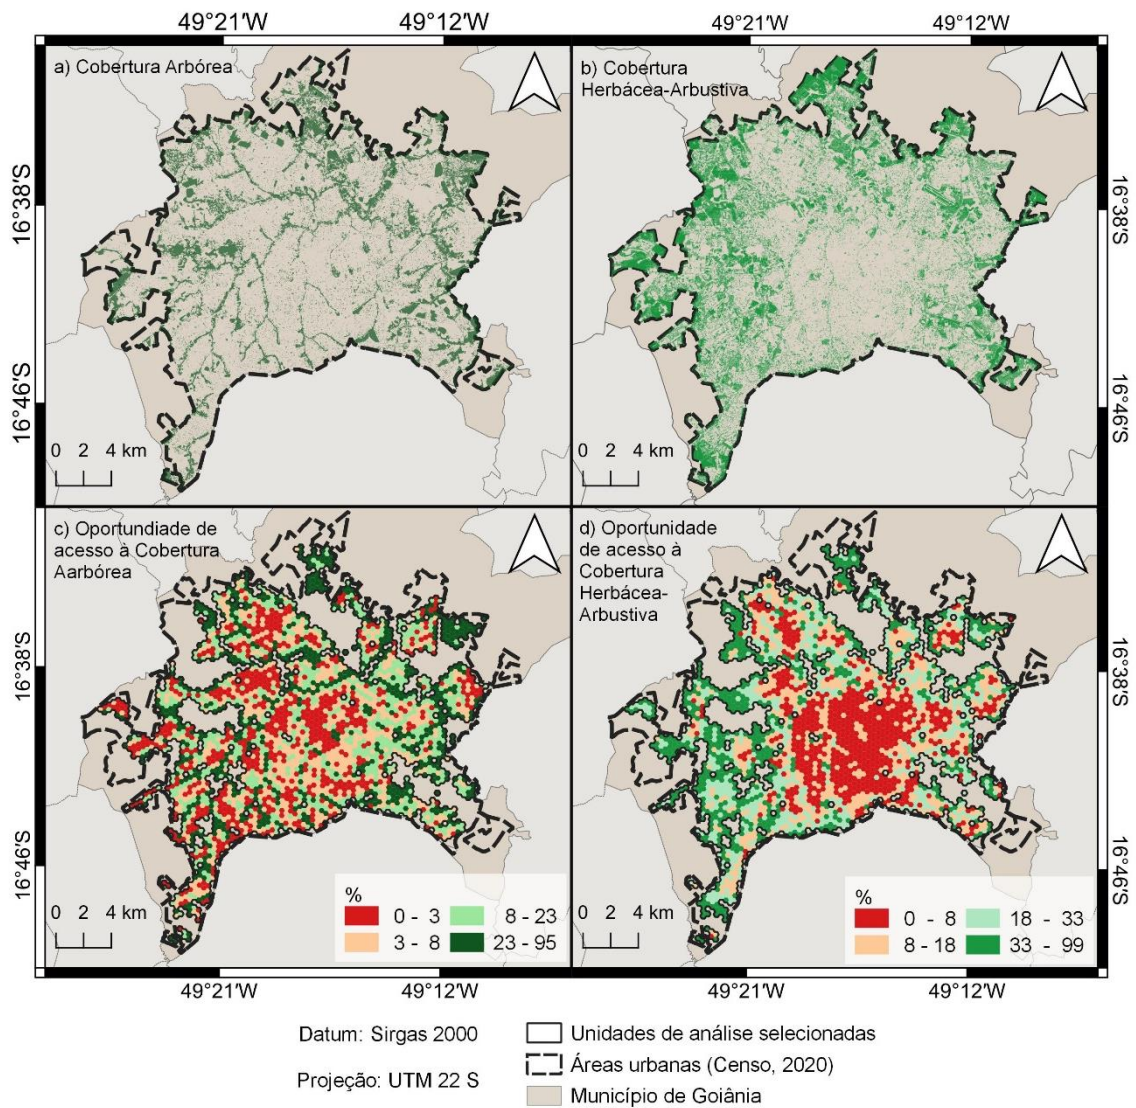 49°21'W 49°12'W 49°21'W 49°12'W
a) Cobertura Arbórea
b) Cobertura
Herbácea-Arbustiva
16°38'S 16°38'S
16°46'S 16°46'S
0 2 4 km
0 2 4 km
c) Oportundiade de
acesso à Cobertura
Aarbórea
d) Oportunidade
de acesso à
Cobertura
Herbácea-
Arbustiva
16°38'S 16°38'S
16°46'S 16°46'S
0 2 4 km
%
0 - 3 8 - 23
3 - 8 23 - 95
0 2 4 km
%
0 - 8 18 - 33
8 - 18 33 - 99
49°21'W 49°12'W 49°21'W 49°12'W
Datum: Sirgas 2000
Projeção: UTM 22 S
Unidades de análise selecionadas
Áreas urbanas (Censo, 2020)
Município de Goiânia